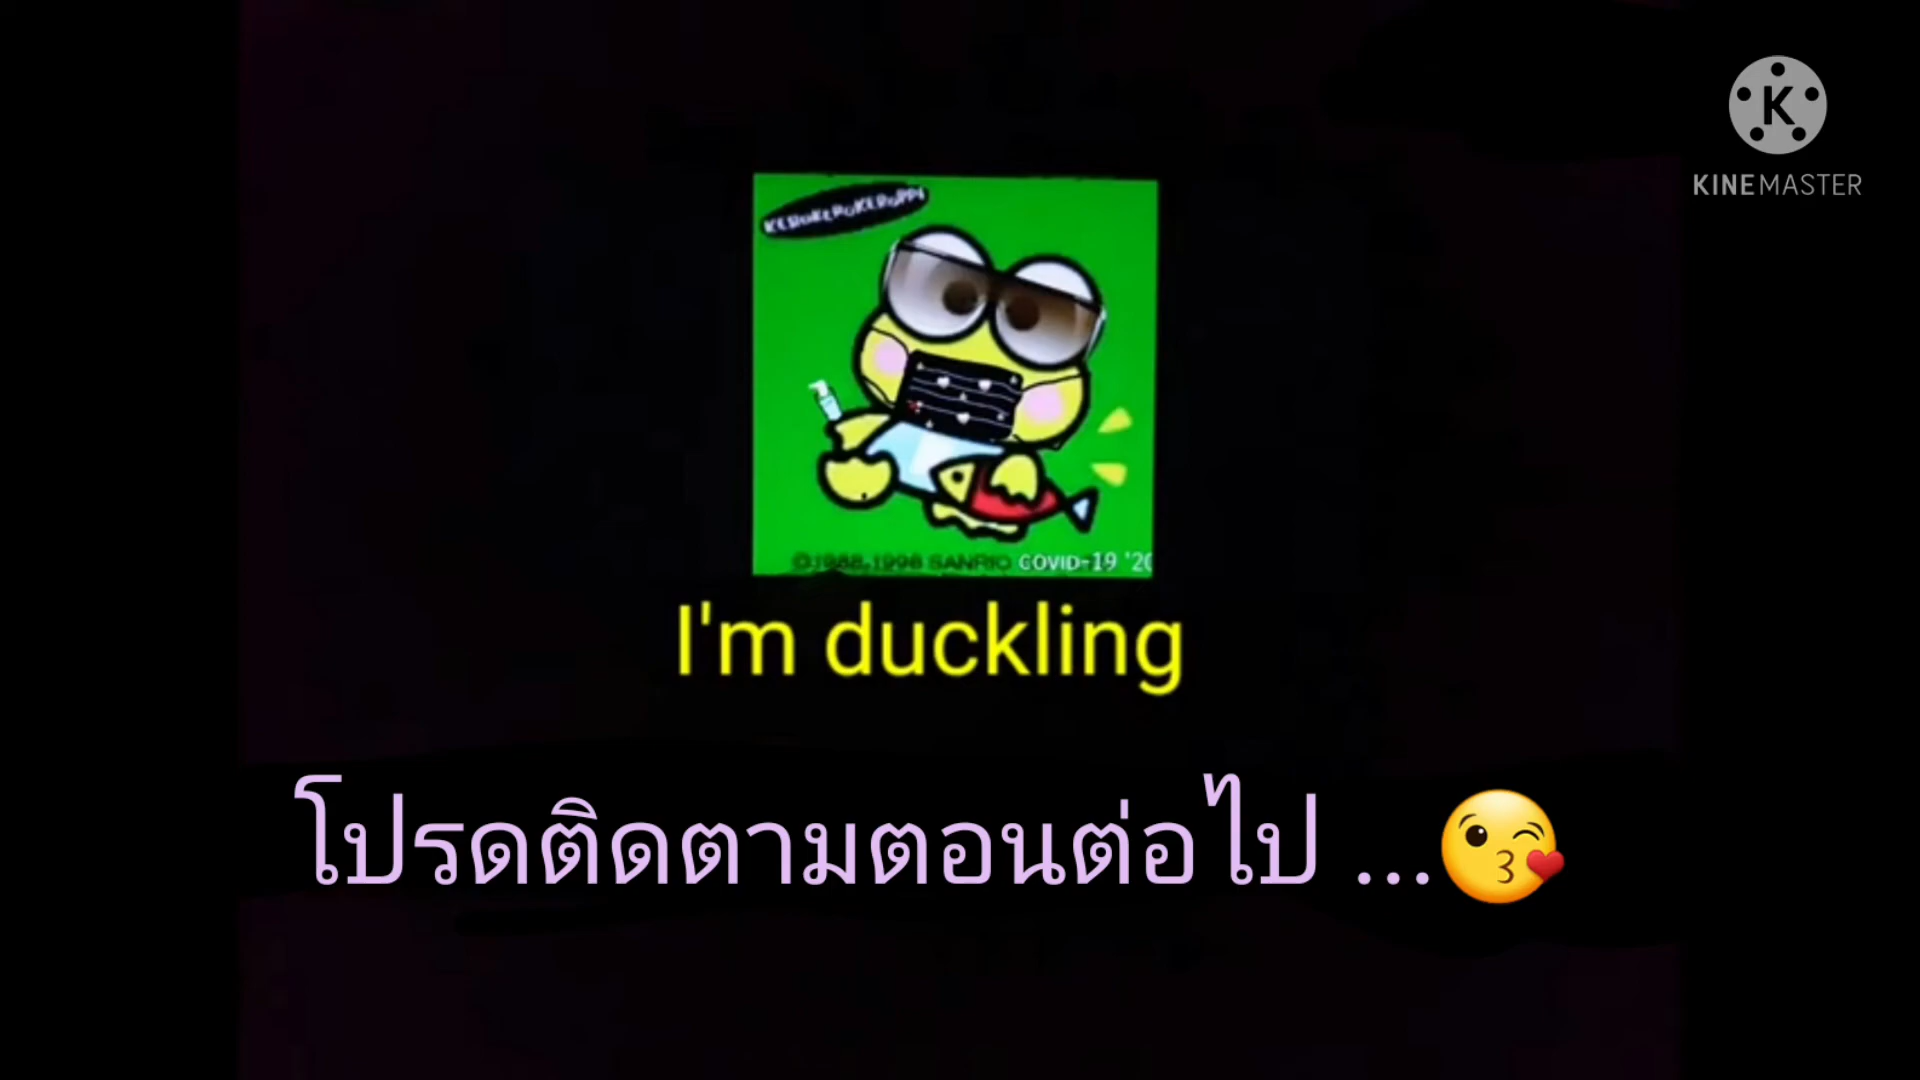 KINEMASTER
KEROKEROKEROPPI
©1988,1998 SANRIO COVID-19 '20
I'm duckling
โปรดติดตามตอนต่อไป ...😘